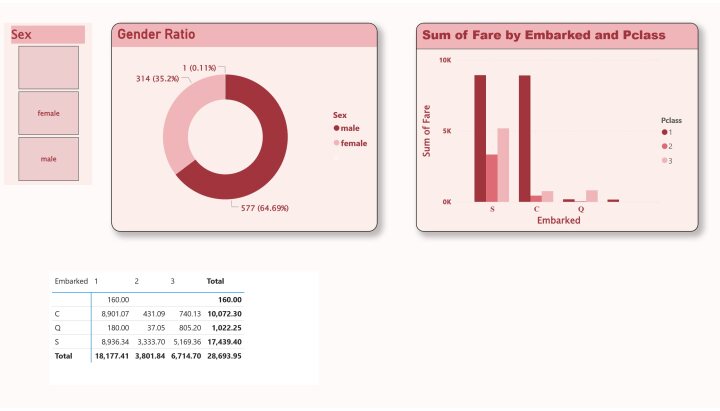 Sex
female
male
Gender Ratio
1 (0.11%)
314 (35.2%)
577 (64.69%)
Sex
male
female
Sum of Fare by Embarked and Pclass
10K
5K
0K
Sum of Fare
S C Q
Embarked
Pclass
1
2
3
Embarked 1 2 3 Total
160.00 160.00
C 8,901.07 431.09 740.13 10,072.30
Q 180.00 37.05 805.20 1,022.25
S 8,936.34 3,333.70 5,169.36 17,439.40
Total 18,177.41 3,801.84 6,714.70 28,693.95